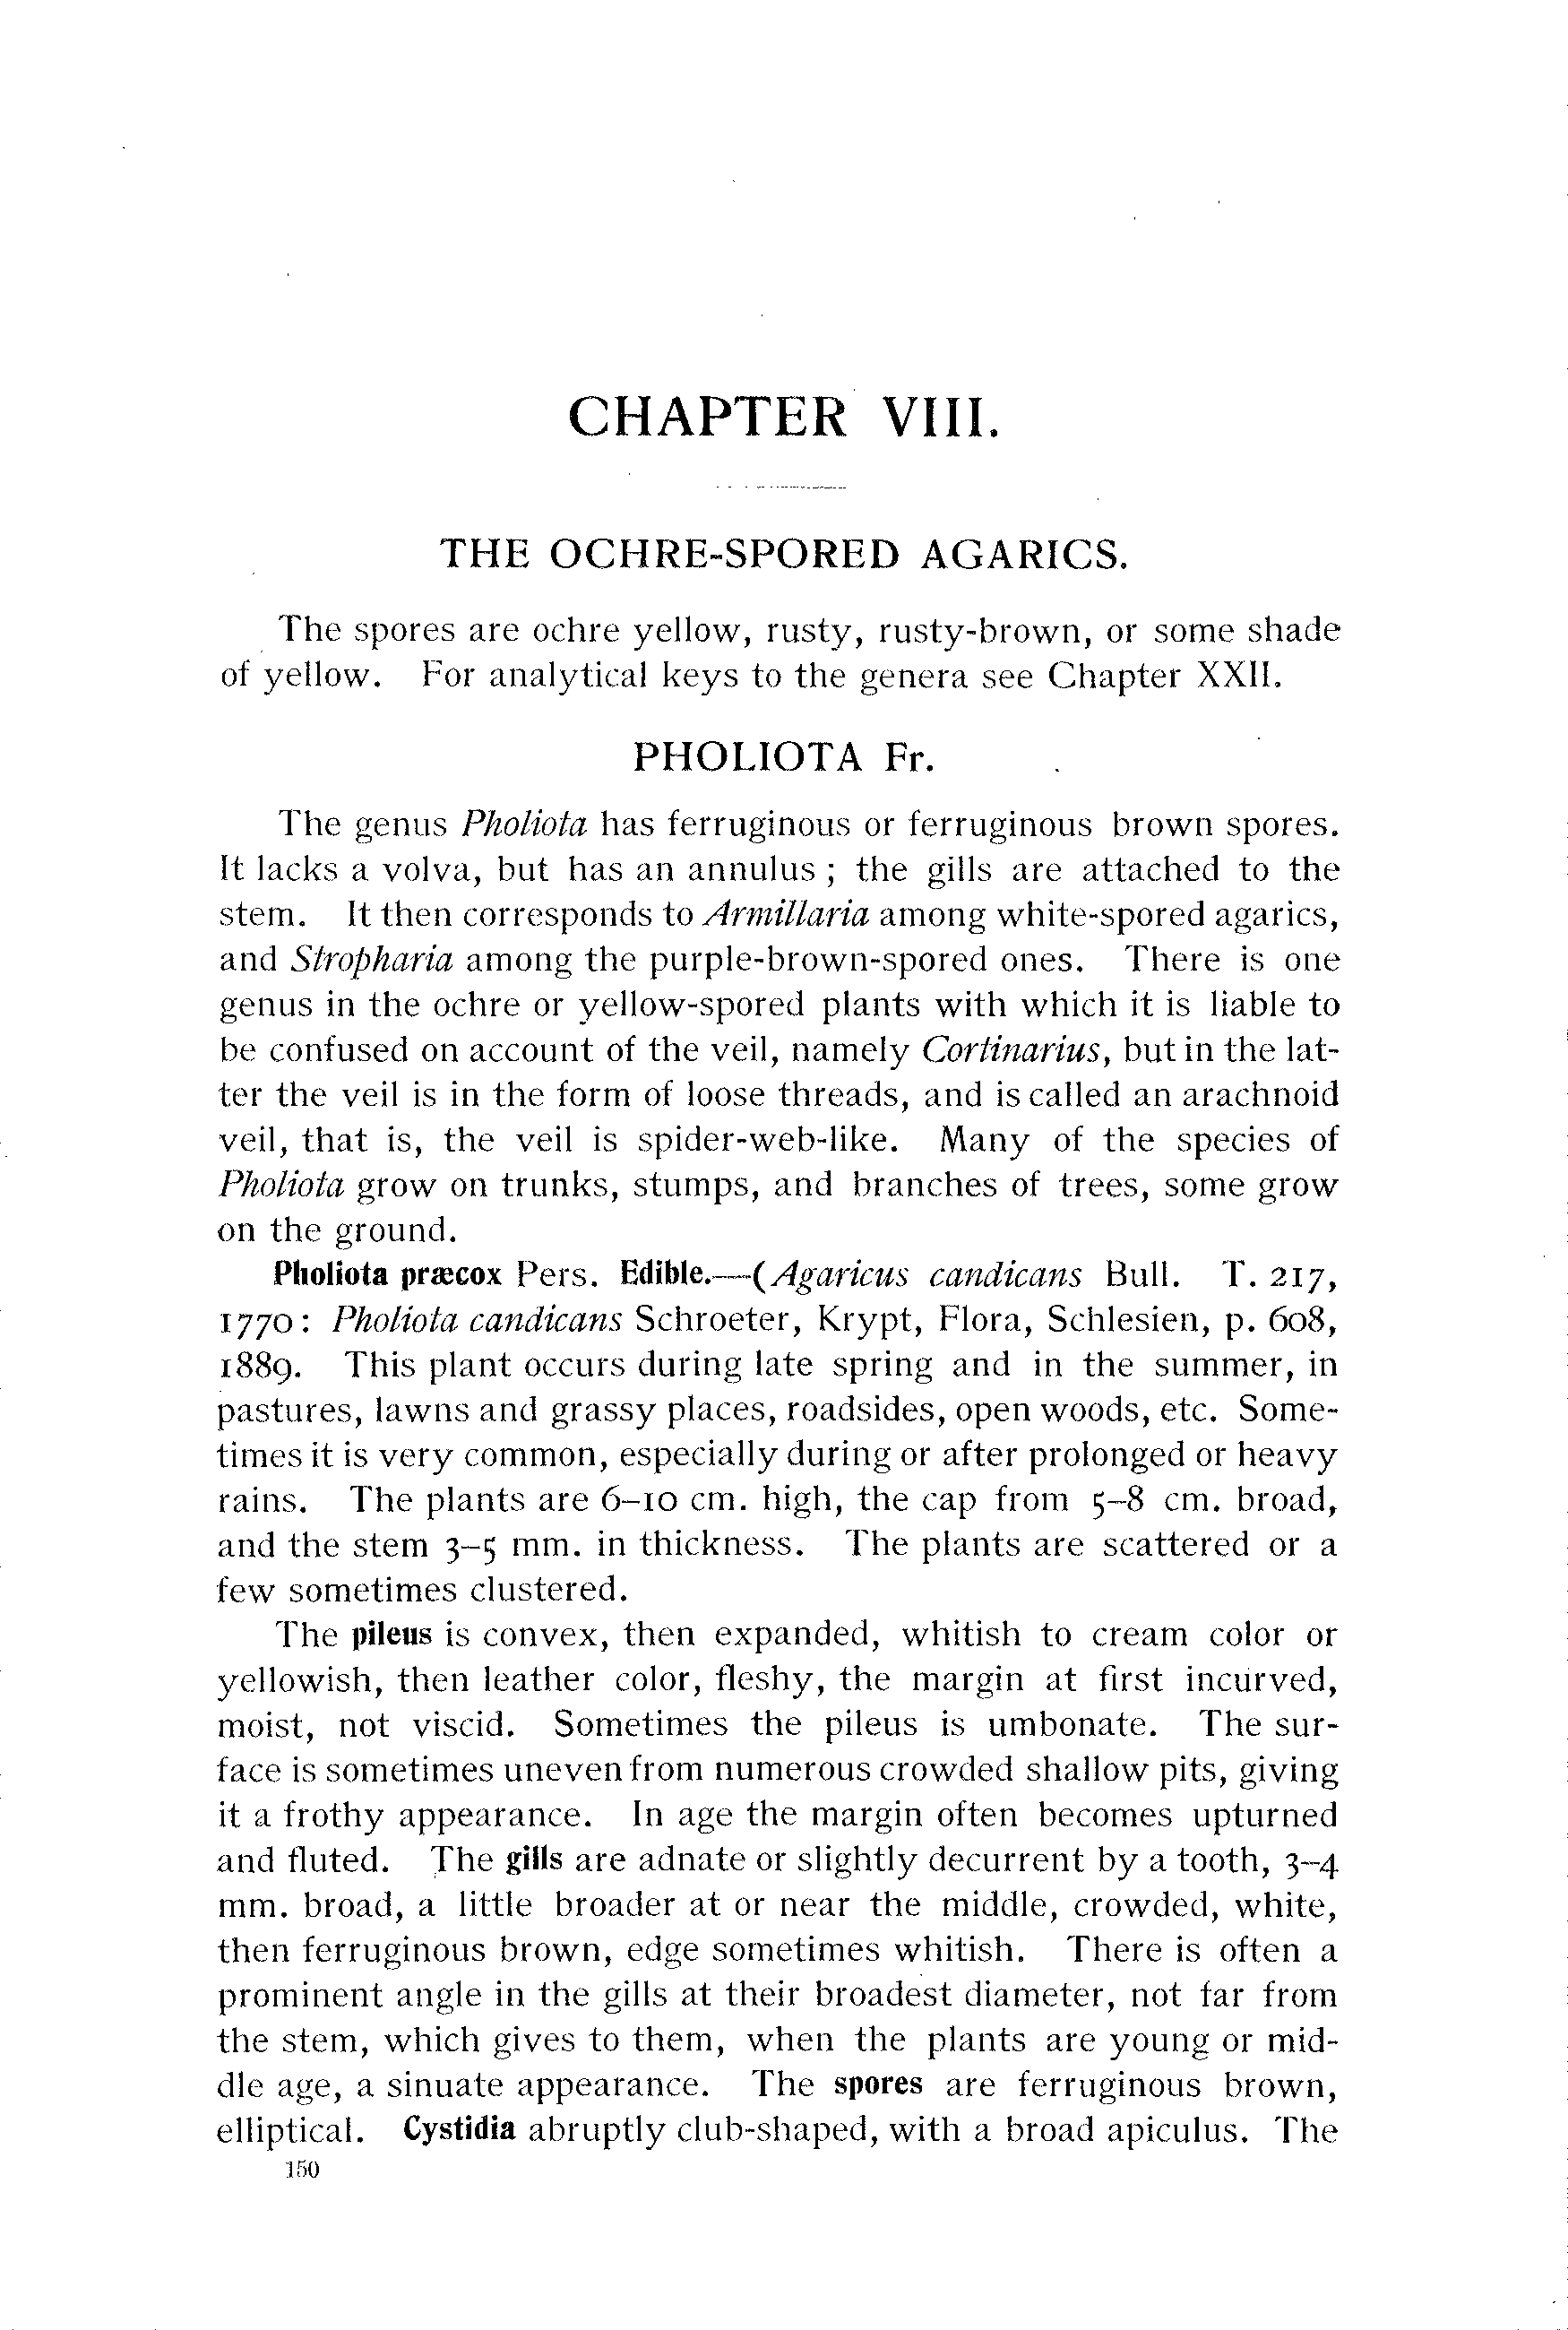 CHAPTER VIII.
THE OCHRE-SPORED AGARICS.
The spores are ochre yellow, rusty, rusty-brown, or some shade
of yellow. For analytical keys to the genera see Chapter XXII.
PHOLIOTA Fr.
The genus Pholiota has ferruginous or ferruginous brown spores.
It lacks a volva, but has an annulus ; the gills are attached to the
stem. It then corresponds to Armillaria among white-spored agarics,
and Stropharia among the purple-brown-spored ones. There is one
genus in the ochre or yellow-spored plants with which it is liable to
be confused on account of the veil, namely Cortinarius, but in the lat-
ter the veil is in the form of loose threads, and is called an arachnoid
veil, that is, the veil is spider-web-like. Many of the species of
Pholiota grow on trunks, stumps, and branches of trees, some grow
on the ground.
Pholiota præcox Pers. Edible.—(Agaricus candicans Bull. T. 217,
1770 : Pholiota candicans Schroeter, Krypt, Flora, Schlesien, p. 608,
1889. This plant occurs during late spring and in the summer, in
pastures, lawns and grassy places, roadsides, open woods, etc. Some-
times it is very common, especially during or after prolonged or heavy
rains. The plants are 6–10 cm. high, the cap from 5–8 cm. broad,
and the stem 3–5 mm. in thickness. The plants are scattered or a
few sometimes clustered.
The pileus is convex, then expanded, whitish to cream color or
yellowish, then leather color, fleshy, the margin at first incurved,
moist, not viscid. Sometimes the pileus is umbonate. The sur-
face is sometimes uneven from numerous crowded shallow pits, giving
it a frothy appearance. In age the margin often becomes upturned
and fluted. The gills are adnate or slightly decurrent by a tooth, 3–4
mm. broad, a little broader at or near the middle, crowded, white,
then ferruginous brown, edge sometimes whitish. There is often a
prominent angle in the gills at their broadest diameter, not far from
the stem, which gives to them, when the plants are young or mid-
dle age, a sinuate appearance. The spores are ferruginous brown,
elliptical. Cystidia abruptly club-shaped, with a broad apiculus. The
150